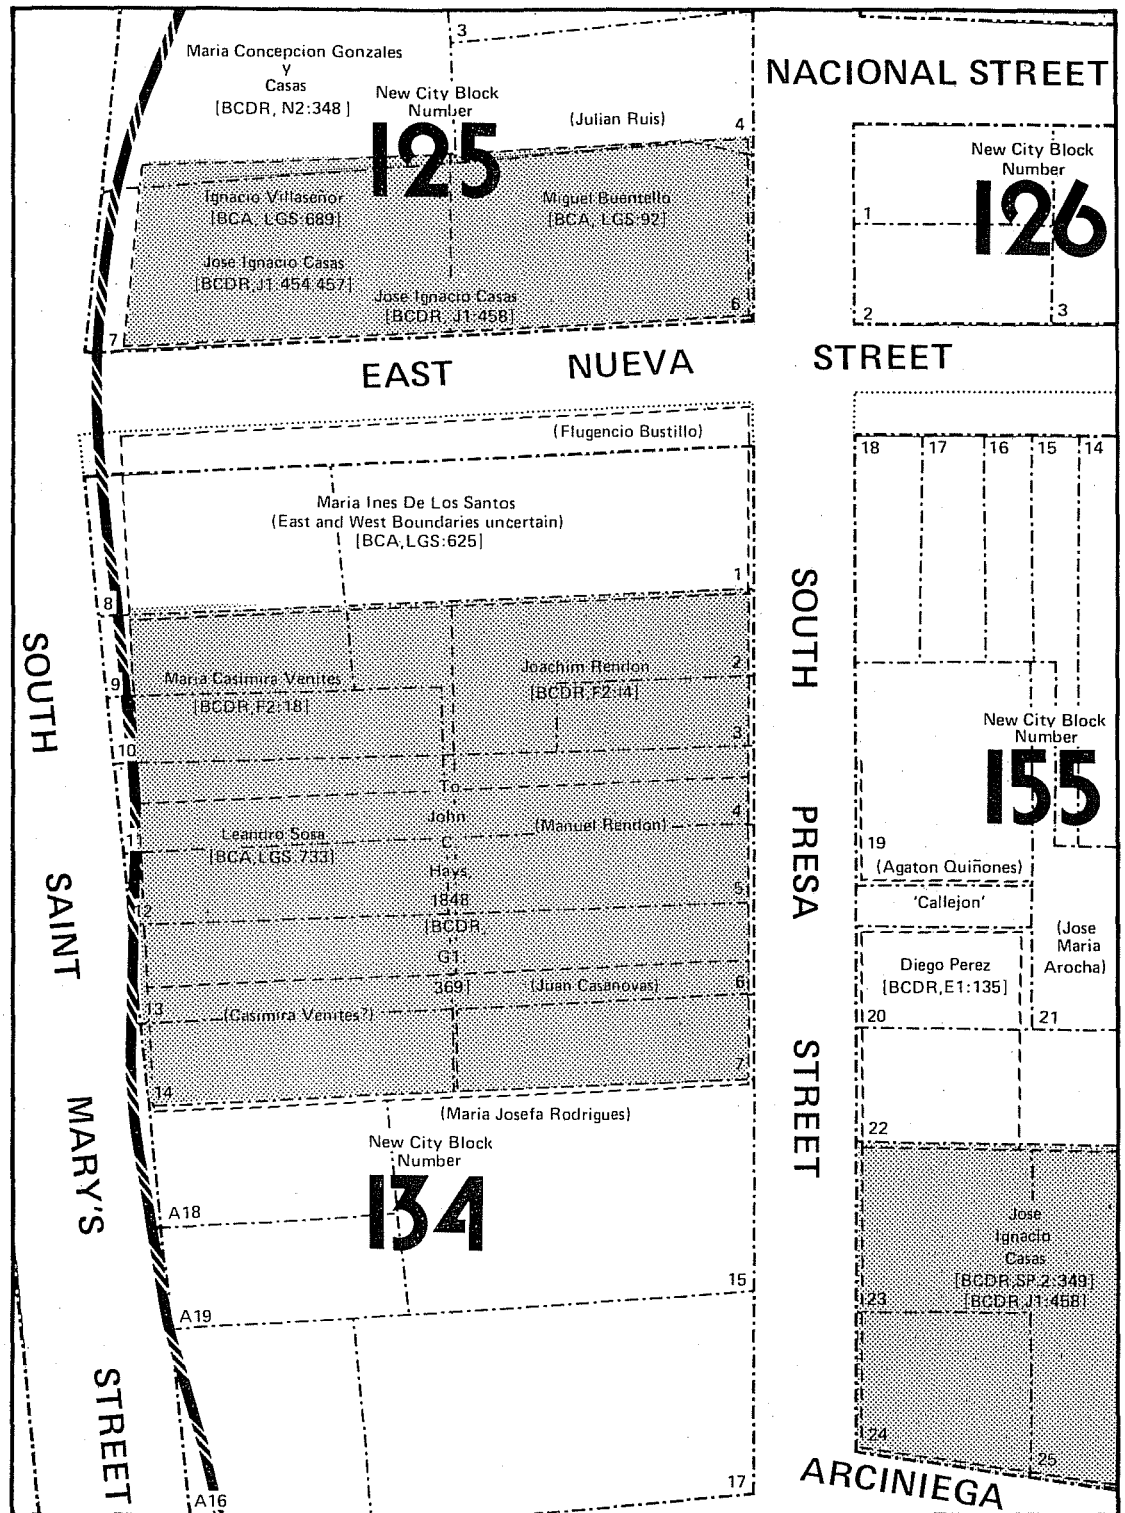 3
Maria Concepcion Gonzales
y
Casas
[BCDR, N2:348]
New City Block
Number
125
(Julian Ruis)
4
NACIONAL STREET
New City Block
Number
126
1
2
3
Ignacio Villaseñor
[BCA, LGS:689]
Miguel Buentello
[BCA, LGS:92]
Jose Ignacio Casas
[BCDR,J1:454:457]
Jose Ignacio Casas
[BCDR, J1:458]
6
7
EAST NUEVA STREET
(Flugencio Bustillo)
Maria Ines De Los Santos
(East and West Boundaries uncertain)
[BCA,LGS:625]
1
8
18
17
16
15
14
SOUTH SAINT MARY'S STREET
9
Maria Casimira Venites
[BCDR,F2:18]
Joachim Rendon
[BCDR,F2:14]
2
10
3
SOUTH PRESA STREET
New City Block
Number
155
To
John
C.
Hays,
1848
[BCDR,
G1:
369]
4
11
Leandro Sosa
[BCA,LGS:733]
(Manuel Rendon)
19
(Agaton Quiñones)
'Callejon'
5
12
(Jose
Maria
Arocha)
Diego Perez
[BCDR,E1:135]
20
21
(Juan Casanovas)
6
13
(Casimira Venites?)
14
7
(Maria Josefa Rodrigues)
New City Block
Number
134
22
A18
Jose
Ignacio
Casas
[BCDR,SP.2:349]
[BCDR,J1:458]
15
23
A19
24
25
17
A16
ARCINIEGA